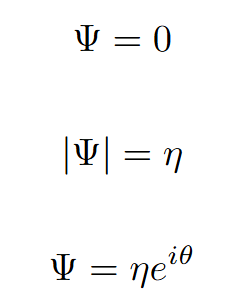 Ψ = 0
|Ψ| = η
Ψ = ηe^{iθ}